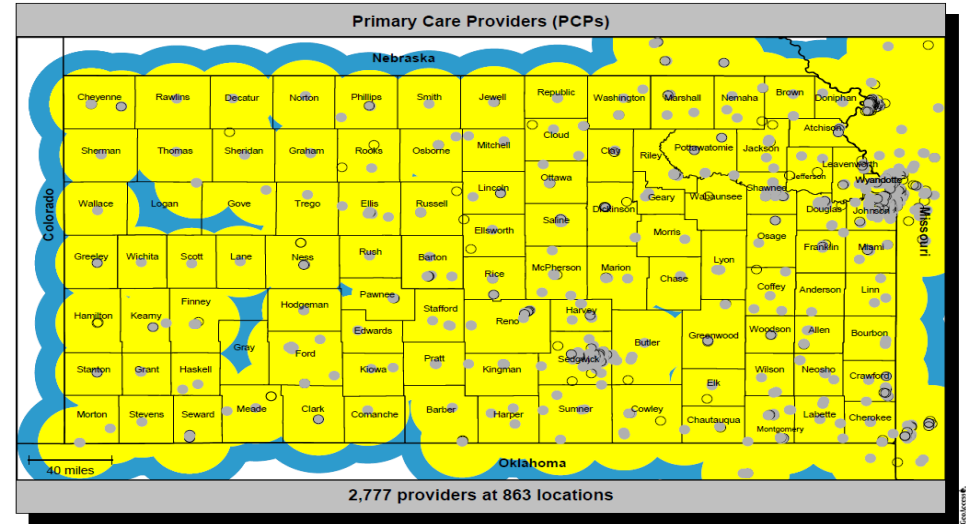 Primary Care Providers (PCPs)
Nebraska
Cheyenne Rawlins Decatur Norton Phillips Smith Jewell Republic Washington Marshall Nemaha Brown Doniphan
Atchison
Cloud
Sherman Thomas Sheridan Graham Rooks Osborne Mitchell Clay Riley Pottawatomie Jackson
Leavenworth
Jefferson Wyandotte
Ottawa
Lincoln
Shawnee
Wallace Logan Gove Trego Ellis Russell Dickinson Geary Wabaunsee Douglas Johnson
Colorado
Missouri
Saline
Ellsworth Morris Osage
Franklin Miami
Greeley Wichita Scott Lane Ness Rush Barton Lyon
Rice McPherson Marion Chase
Coffey Anderson Linn
Hamilton Kearny Finney Hodgeman Pawnee Stafford Reno Harvey
Edwards Greenwood Woodson Allen Bourbon
Gray Ford Butler
Sedgwick
Pratt
Stanton Grant Haskell Kiowa Kingman Wilson Neosho Crawford
Elk
Morton Stevens Seward Meade Clark Comanche Barber Harper Sumner Cowley Chautauqua Montgomery Labette Cherokee
Oklahoma
40 miles
2,777 providers at 863 locations
GeoAccess®.